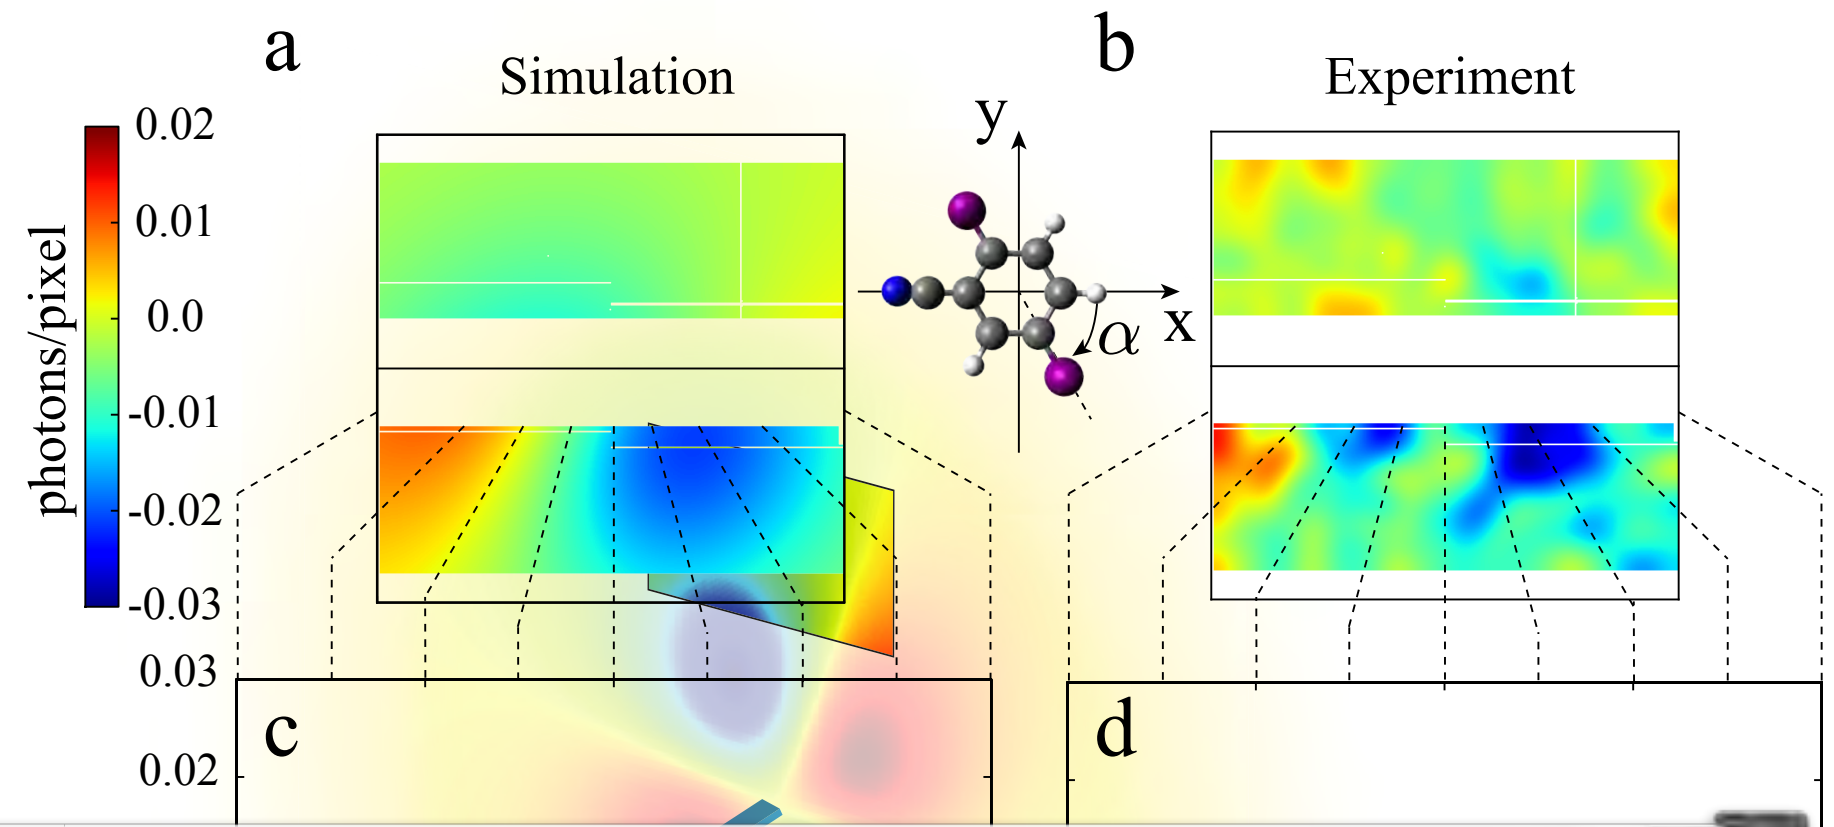 a
Simulation
b
Experiment
photons/pixel
0.02
0.01
0.0
-0.01
-0.02
-0.03
y
x
α
0.03
0.02
c
d